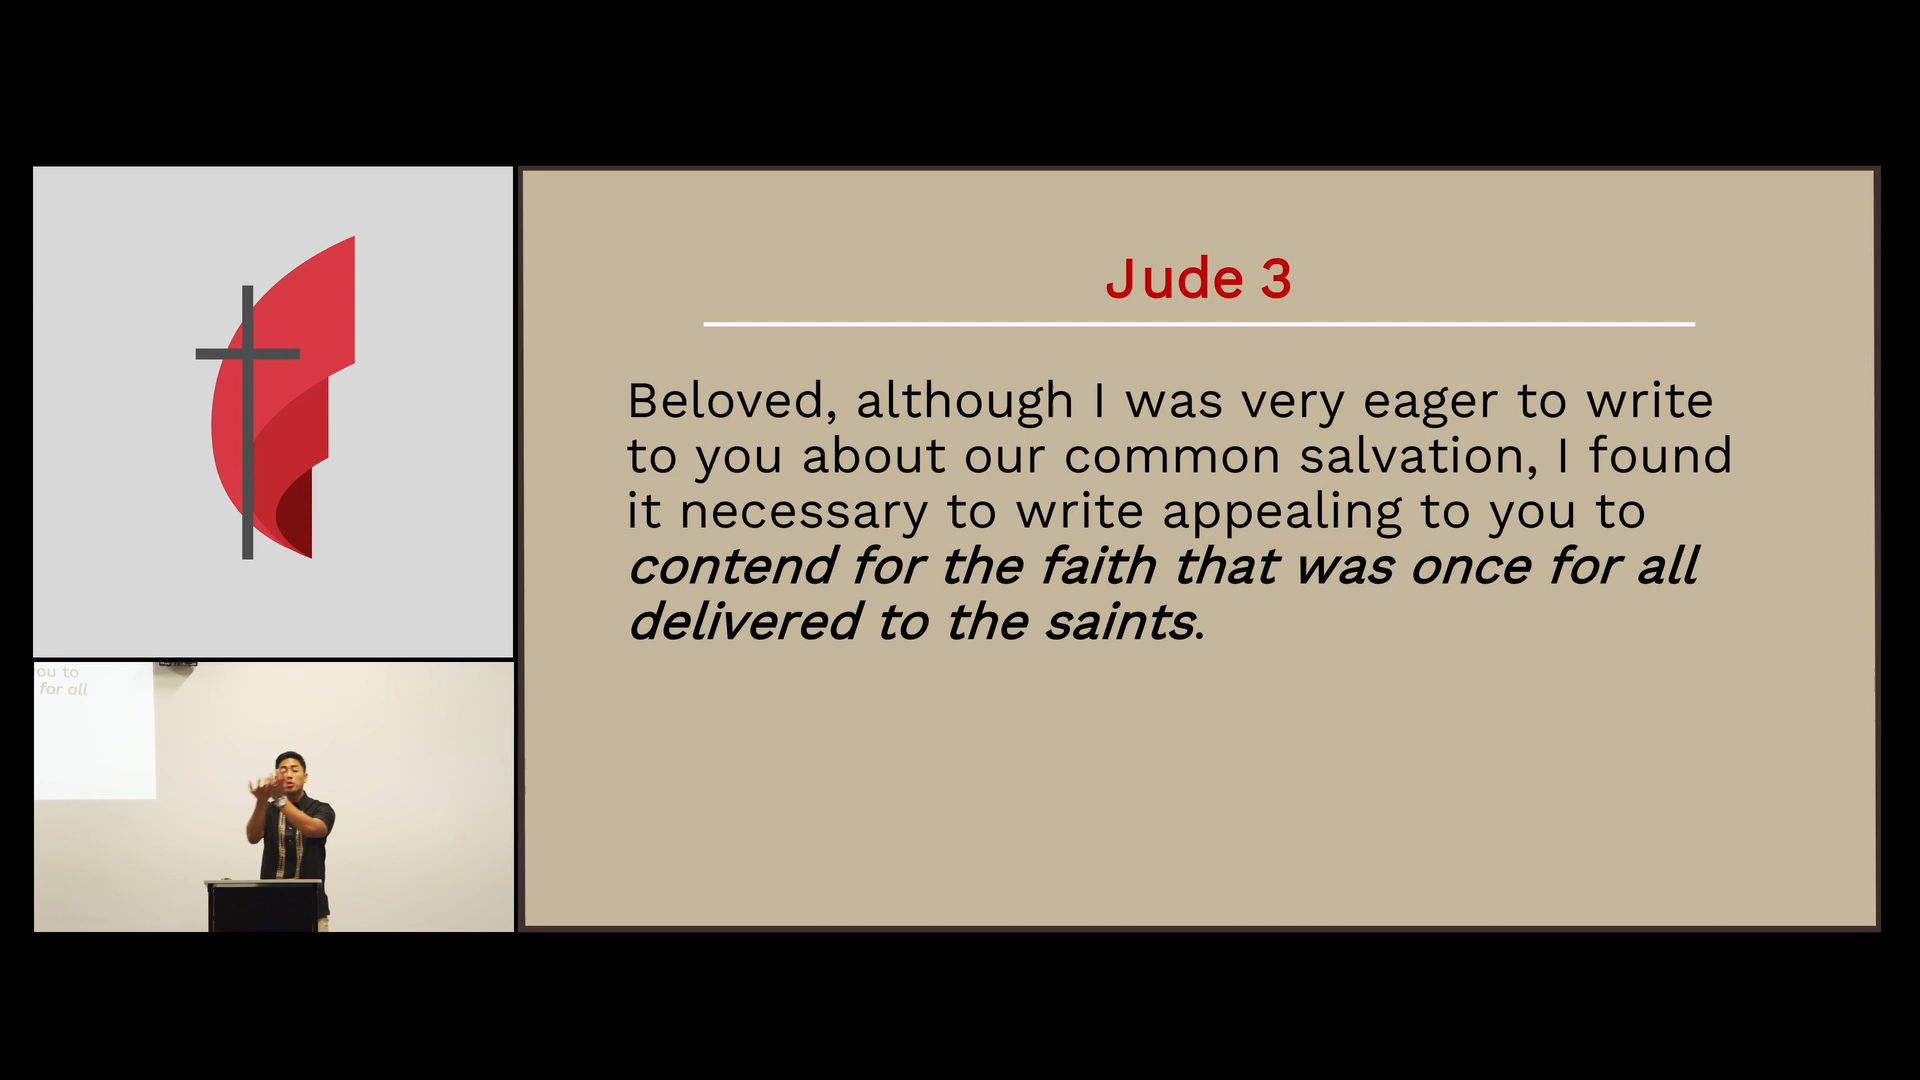 Jude 3
Beloved, although I was very eager to write
to you about our common salvation, I found
it necessary to write appealing to you to
contend for the faith that was once for all
delivered to the saints.
ou to
for all